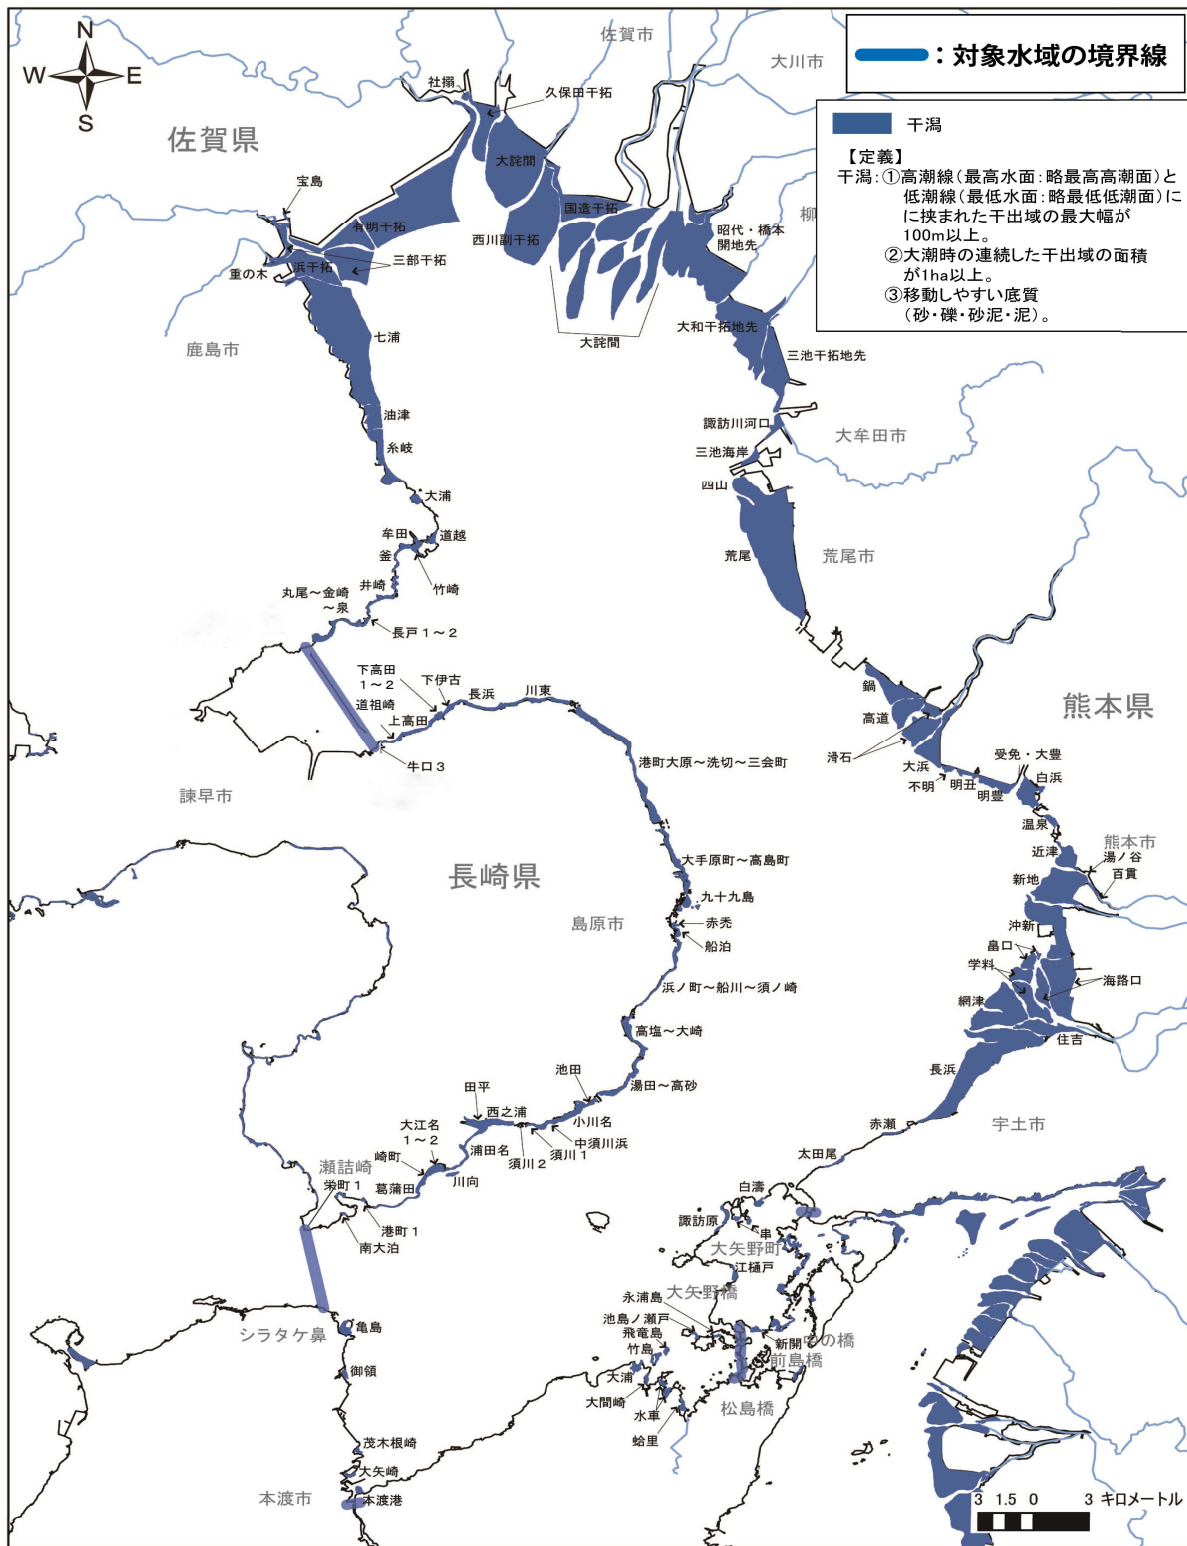 N
W
E
S
：対象水域の境界線
干潟
【定義】
干潟：①高潮線（最高水面：略最高高潮面）と
低潮線（最低水面：略最低低潮面）に
に挟まれた干出域の最大幅が
100m以上。
②大潮時の連続した干出域の面積
が1ha以上。
③移動しやすい底質
（砂・礫・砂泥・泥）。
佐賀市
大川市
柳
社搦
久保田干拓
佐賀県
大詫間
宝島
国造干拓
有明干拓
西川副干拓
昭代・橋本
開地先
三部干拓
重の木
浜干拓
大和干拓地先
七浦
大詫間
鹿島市
三池干拓地先
油津
諏訪川河口
大牟田市
糸岐
三池海岸
四山
大浦
牟田
道越
釜
荒尾
荒尾市
竹崎
井崎
丸尾～金崎
～泉
長戸１～２
下高田
１～２
下伊古
長浜
川東
鍋
道祖崎
上高田
高道
熊本県
滑石
牛口３
大浜
受免・大豊
港町大原～洗切～三会町
不明
明丑
明豊
白浜
諫早市
温泉
熊本市
近津
湯ノ谷
百貫
大手原町～高島町
長崎県
新地
九十九島
島原市
赤禿
沖新
船泊
畠口
学料
海路口
浜ノ町～船川～須ノ崎
網津
高塩～大崎
住吉
長浜
池田
湯田～高砂
田平
西之浦
小川名
大江名
１～２
中須川浜
赤瀬
宇土市
須川１
須川２
浦田名
崎町
太田尾
瀬詰崎
川向
栄町１
葛蒲田
白濤
港町１
諏訪原
串
南大泊
大矢野町
江樋戸
大矢野橋
永浦島
池島ノ瀬戸
シラタケ鼻
亀島
飛竜島
新開
中の橋
竹島
前島橋
御領
大浦
大間崎
水車
松島橋
蛤里
茂木根崎
大矢崎
本渡市
本渡港
3 1.5 0 3 キロメートル